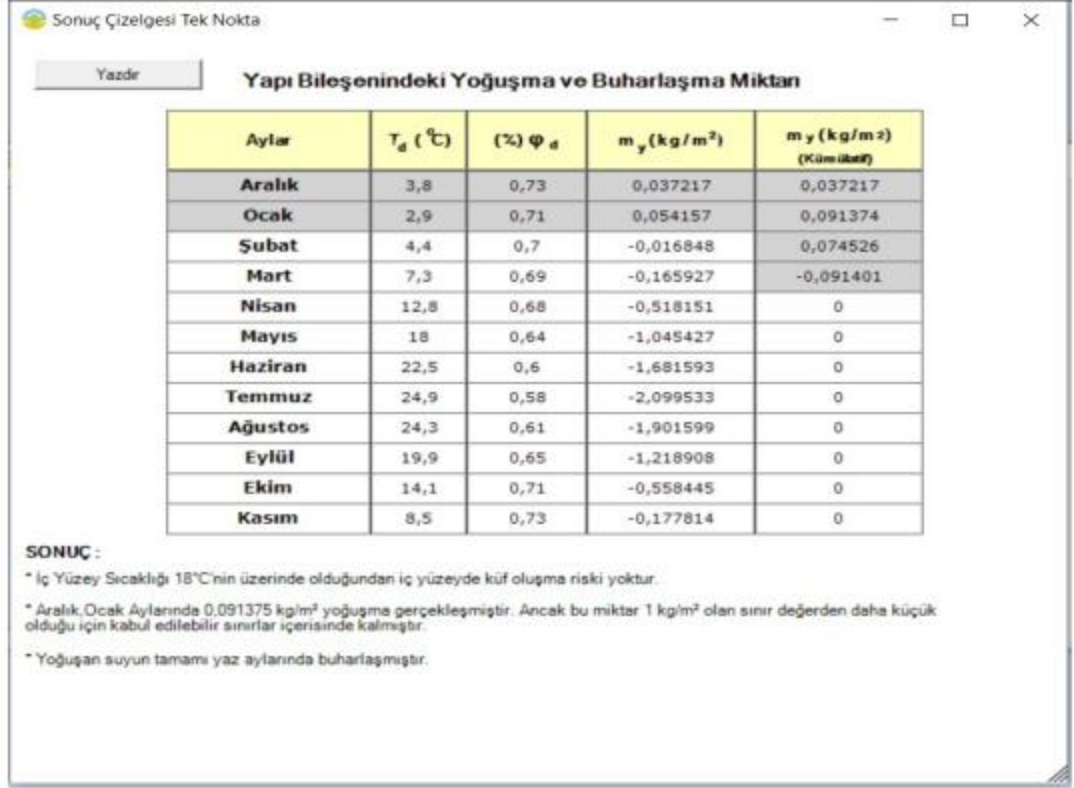 Sonuç Çizelgesi Tek Nokta
Yazdır
Yapı Bileşenindeki Yoğuşma ve Buharlaşma Miktarı
Aylar T_d (°C) (%) φ_d m_y(kg/m²) m_y(kg/m2)
(Kümülatif)
Aralık 3,8 0,73 0,037217 0,037217
Ocak 2,9 0,71 0,054157 0,091374
Şubat 4,4 0,7 -0,016848 0,074526
Mart 7,3 0,69 -0,165927 -0,091401
Nisan 12,8 0,68 -0,518151 0
Mayıs 18 0,64 -1,045427 0
Haziran 22,5 0,6 -1,681593 0
Temmuz 24,9 0,58 -2,099533 0
Ağustos 24,3 0,61 -1,901599 0
Eylül 19,9 0,65 -1,218908 0
Ekim 14,1 0,71 -0,558445 0
Kasım 8,5 0,73 -0,177814 0
SONUÇ :
* İç Yüzey Sıcaklığı 18°C'nin üzerinde olduğundan iç yüzeyde küf oluşma riski yoktur.
* Aralık,Ocak Aylarında 0,091375 kg/m² yoğuşma gerçekleşmiştir. Ancak bu miktar 1 kg/m² olan sınır değerden daha küçük
olduğu için kabul edilebilir sınırlar içerisinde kalmıştır.
* Yoğuşan suyun tamamı yaz aylarında buharlaşmıştır.